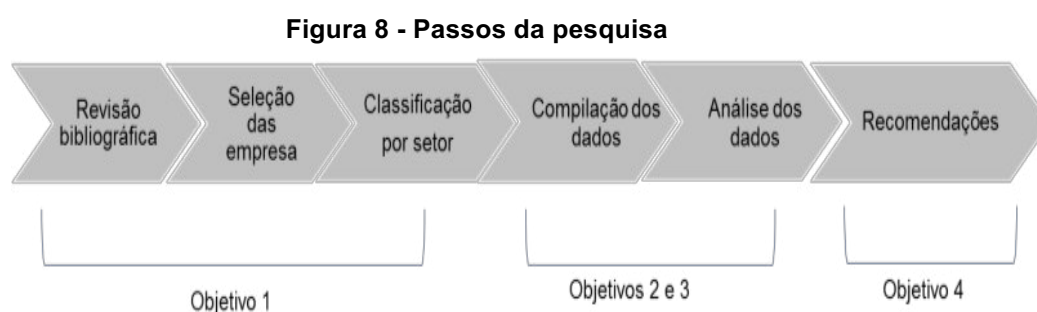 Figura 8 - Passos da pesquisa
Revisão
bibliográfica
Seleção
das
empresa
Classificação
por setor
Compilação dos
dados
Análise dos
dados
Recomendações
Objetivo 1
Objetivos 2 e 3
Objetivo 4